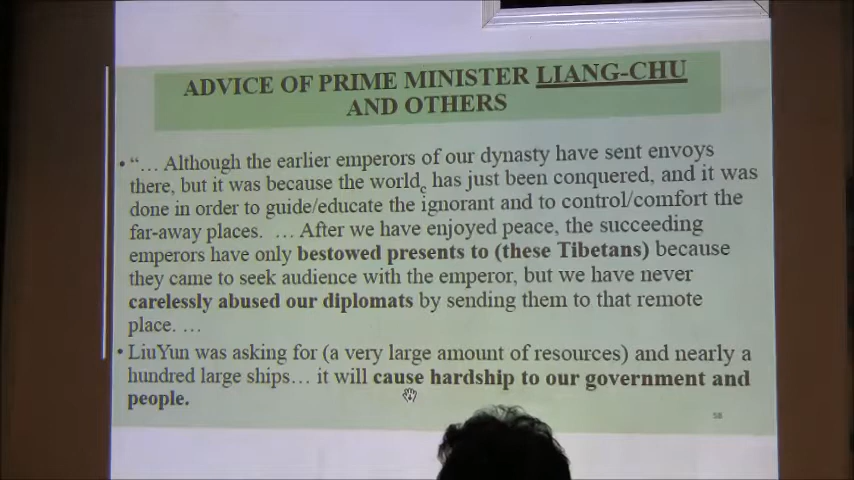 ADVICE OF PRIME MINISTER LIANG-CHU
AND OTHERS
• “… Although the earlier emperors of our dynasty have sent envoys
there, but it was because the world, has just been conquered, and it was
done in order to guide/educate the ignorant and to control/comfort the
far-away places. … After we have enjoyed peace, the succeeding
emperors have only bestowed presents to (these Tibetans) because
they came to seek audience with the emperor, but we have never
carelessly abused our diplomats by sending them to that remote
place. …
• LiuYun was asking for (a very large amount of resources) and nearly a
hundred large ships… it will cause hardship to our government and
people.
58